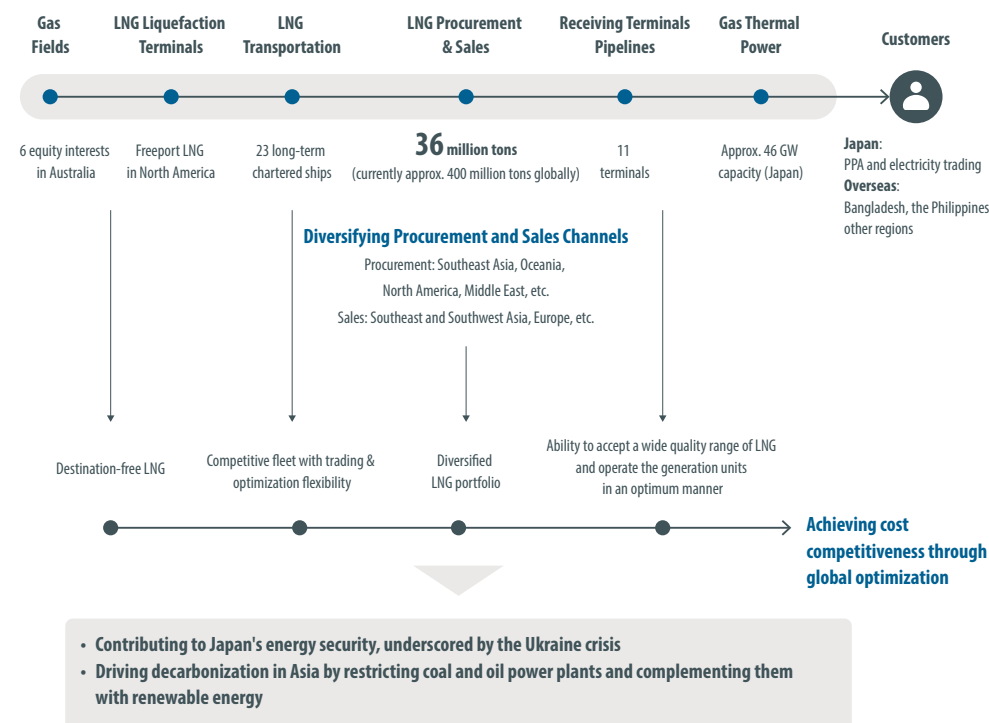 Gas
Fields
LNG Liquefaction
Terminals
LNG
Transportation
LNG Procurement
& Sales
Receiving Terminals
Pipelines
Gas Thermal
Power
Customers
6 equity interests
in Australia
Freeport LNG
in North America
23 long-term
chartered ships
36 million tons
(currently approx. 400 million tons globally)
11
terminals
Approx. 46 GW
capacity (Japan)
Japan:
PPA and electricity trading
Overseas:
Bangladesh, the Philippines
other regions
Diversifying Procurement and Sales Channels
Procurement: Southeast Asia, Oceania,
North America, Middle East, etc.
Sales: Southeast and Southwest Asia, Europe, etc.
Destination-free LNG
Competitive fleet with trading &
optimization flexibility
Diversified
LNG portfolio
Ability to accept a wide quality range of LNG
and operate the generation units
in an optimum manner
Achieving cost
competitiveness through
global optimization
• Contributing to Japan's energy security, underscored by the Ukraine crisis
• Driving decarbonization in Asia by restricting coal and oil power plants and complementing them
with renewable energy